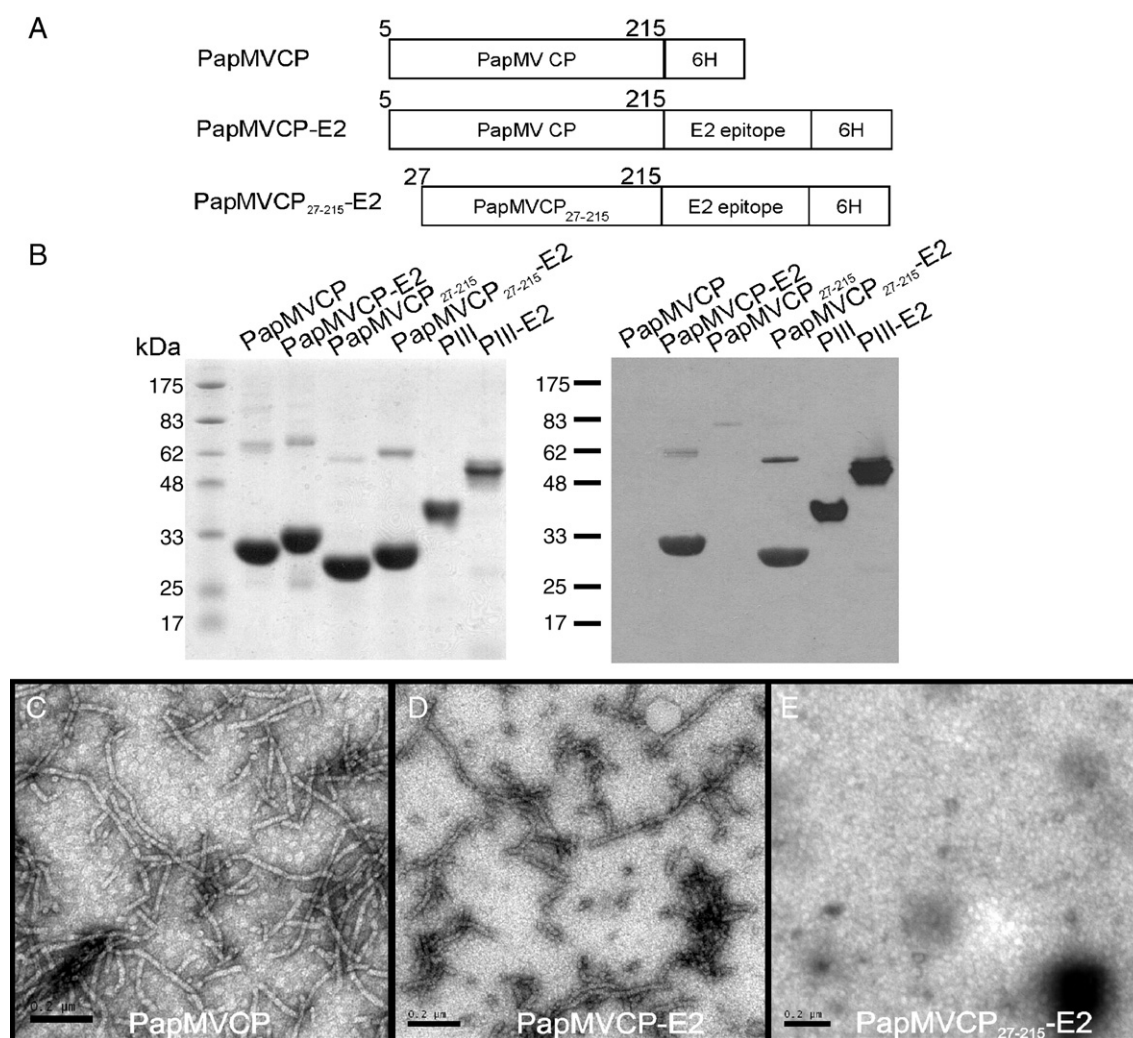 A
5 215
PapMVCP PapMV CP 6H
5 215
PapMVCP-E2 PapMV CP E2 epitope 6H
27 215
PapMVCP27-215-E2 PapMVCP27-215 E2 epitope 6H
B
kDa PapMVCP PapMVCP-E2 PapMVCP27-215 PapMVCP27-215-E2 PIII PIII-E2
175
83
62
48
33
25
17
PapMVCP PapMVCP-E2 PapMVCP27-215 PapMVCP27-215-E2 PIII PIII-E2
175
83
62
48
33
25
17
C D E
0.2 µm 0.2 µm 0.2 µm
PapMVCP PapMVCP-E2 PapMVCP27-215-E2